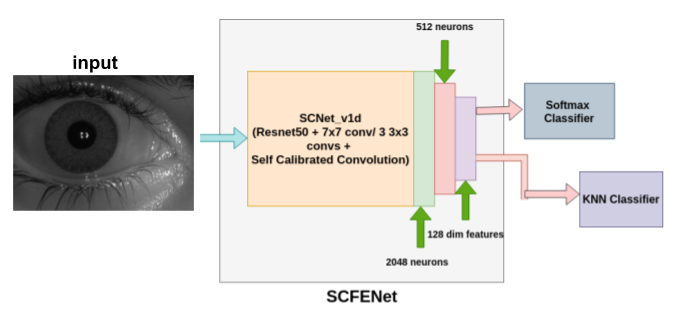 input
512 neurons
SCNet_v1d
(Resnet50 + 7x7 conv/ 3 3x3
convs +
Self Calibrated Convolution)
Softmax
Classifier
KNN Classifier
128 dim features
2048 neurons
SCFENet